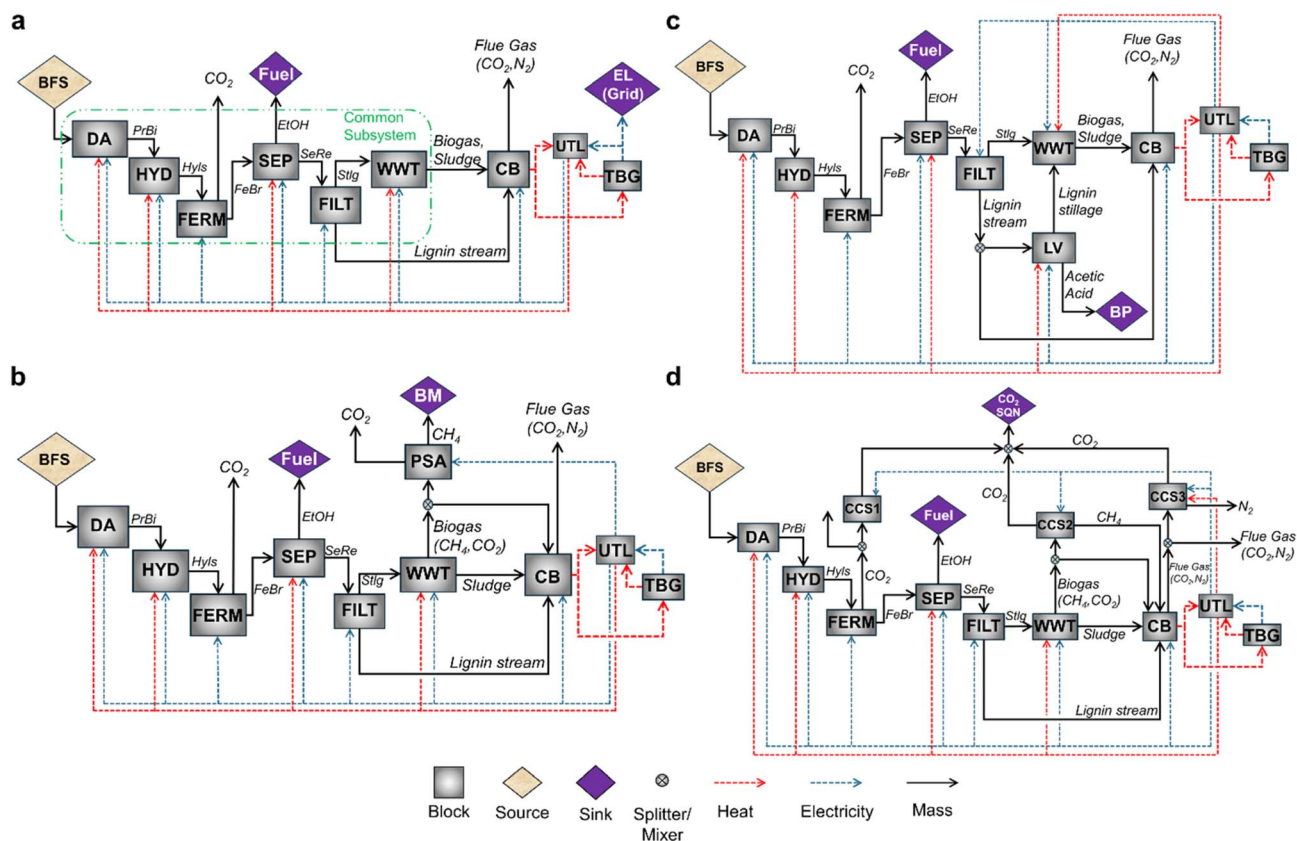 a
BFS
CO2
Fuel
EtOH
Flue Gas
(CO2,N2)
EL
(Grid)
Common
Subsystem
DA
PrBi
HYD
Hyls
FERM
FeBr
SEP
SeRe
FILT
Stlg
WWT
Biogas,
Sludge
CB
UTL
TBG
Lignin stream
b
BFS
CO2
Fuel
EtOH
CO2
BM
CH4
PSA
Flue Gas
(CO2,N2)
DA
PrBi
HYD
Hyls
FERM
FeBr
SEP
SeRe
FILT
Stlg
WWT
Biogas
(CH4,CO2)
Sludge
CB
UTL
TBG
Lignin stream
c
BFS
CO2
Fuel
EtOH
Flue Gas
(CO2,N2)
DA
PrBi
HYD
Hyls
FERM
FeBr
SEP
SeRe
FILT
Stlg
WWT
Biogas,
Sludge
CB
UTL
TBG
Lignin
stream
Lignin
stillage
LV
Acetic
Acid
BP
d
CO2
SQN
BFS
CO2
CCS1
CO2
CCS2
CH4
CCS3
N2
Fuel
EtOH
Flue Gas
(CO2,N2)
Flue Gas
(CO2,N2)
DA
PrBi
HYD
Hyls
CO2
FERM
FeBr
SEP
SeRe
FILT
Stlg
WWT
Biogas
(CH4,CO2)
Sludge
CB
UTL
TBG
Lignin stream
Block
Source
Sink
Splitter/
Mixer
Heat
Electricity
Mass